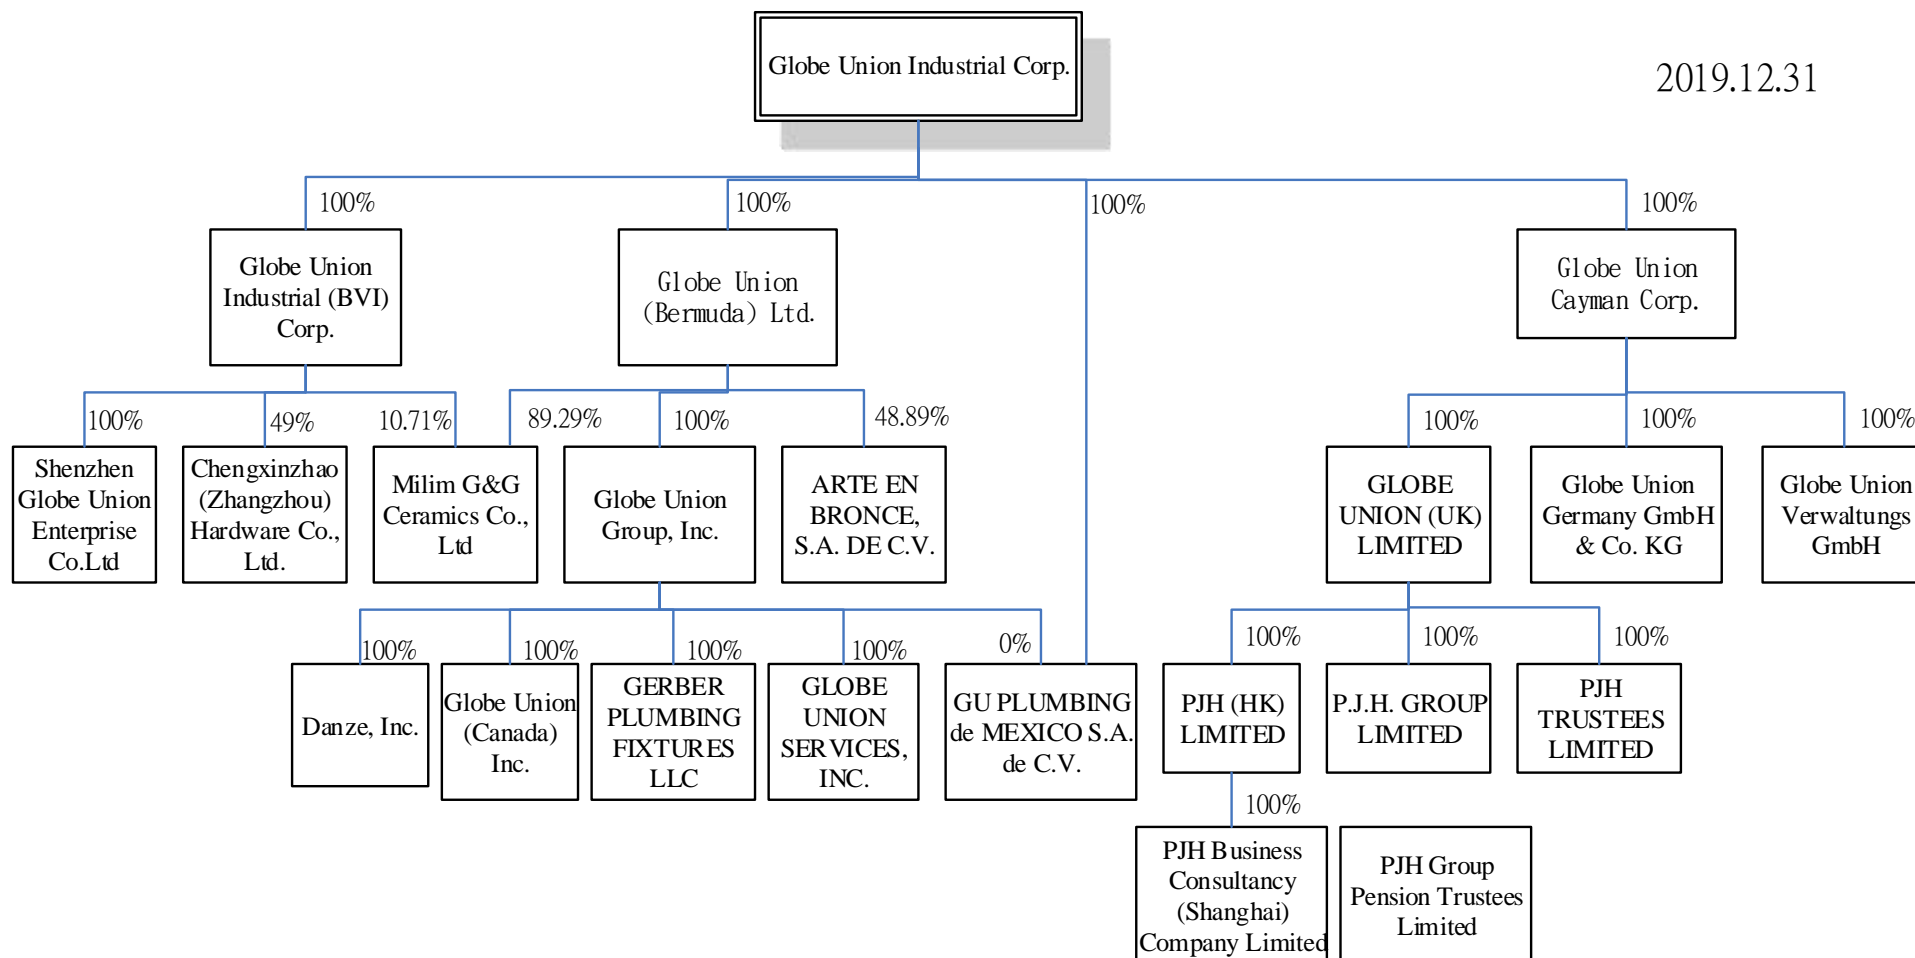 Globe Union Industrial Corp.
2019.12.31
100%
100%
100%
100%
Globe Union
Industrial (BVI)
Corp.
Globe Union
(Bermuda) Ltd.
Globe Union
Cayman Corp.
100%
49%
10.71%
89.29%
100%
48.89%
100%
100%
100%
Shenzhen
Globe Union
Enterprise
Co.Ltd
Chengxinzhao
(Zhangzhou)
Hardware Co.,
Ltd.
Milim G&G
Ceramics Co.,
Ltd
Globe Union
Group, Inc.
ARTE EN
BRONCE,
S.A. DE C.V.
GLOBE
UNION (UK)
LIMITED
Globe Union
Germany GmbH
& Co. KG
Globe Union
Verwaltungs
GmbH
100%
100%
100%
100%
0%
100%
100%
100%
Danze, Inc.
Globe Union
(Canada)
Inc.
GERBER
PLUMBING
FIXTURES
LLC
GLOBE
UNION
SERVICES,
INC.
GU PLUMBING
de MEXICO S.A.
de C.V.
PJH (HK)
LIMITED
P.J.H. GROUP
LIMITED
PJH
TRUSTEES
LIMITED
100%
PJH Business
Consultancy
(Shanghai)
Company Limited
PJH Group
Pension Trustees
Limited